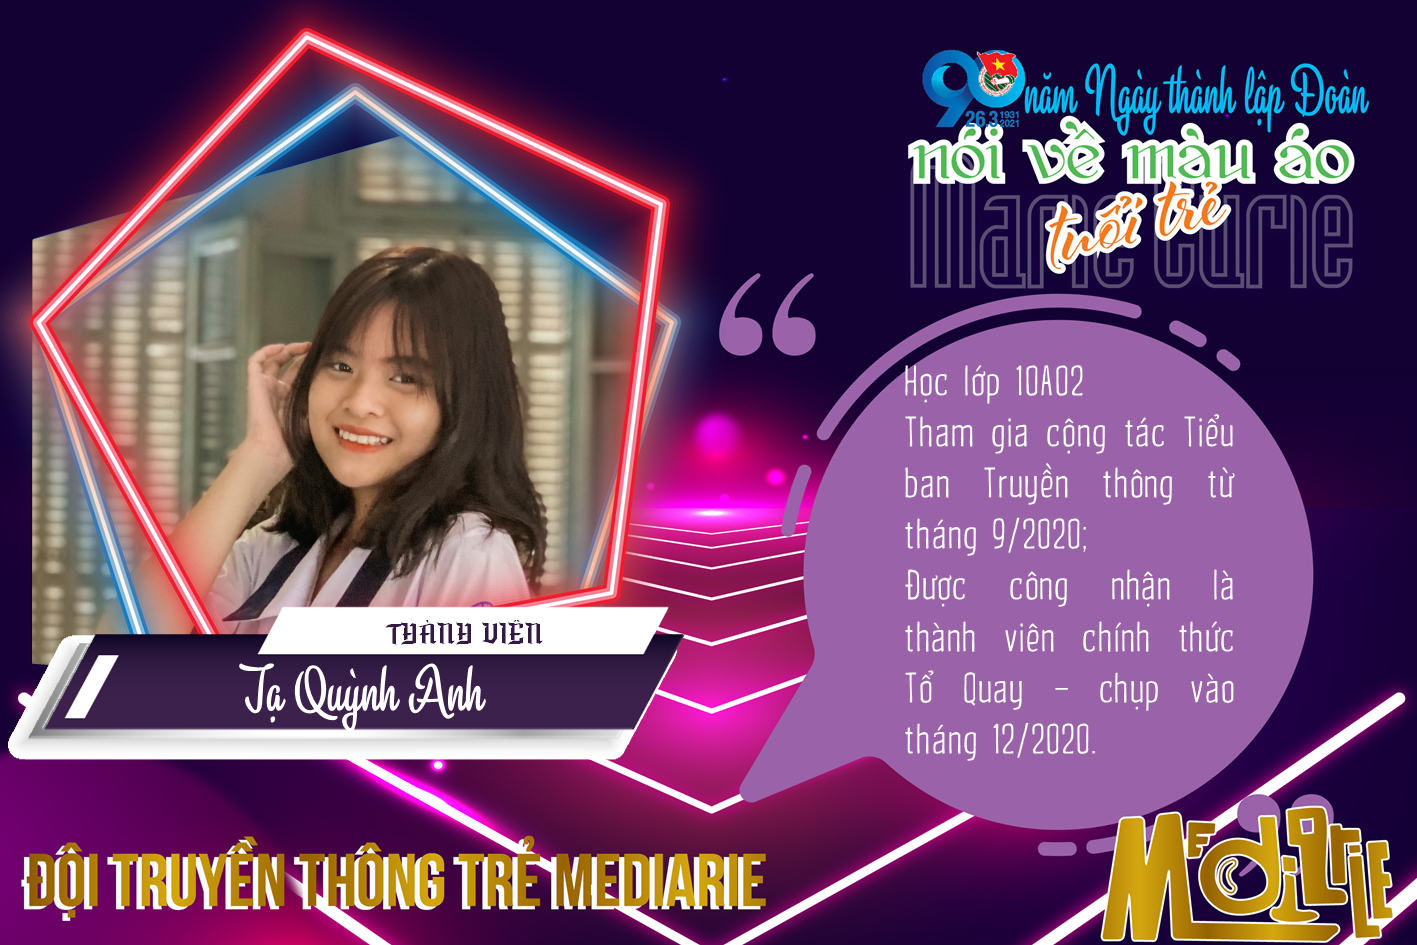 90 năm Ngày thành lập Đoàn
26.3 1931 2021
nói về màu áo
Marie Curie
tuổi trẻ
Học lớp 10A02
Tham gia cộng tác Tiểu
ban Truyền thông từ
tháng 9/2020;
Được công nhận là
thành viên chính thức
Tổ Quay – chụp vào
tháng 12/2020.
THÀNH VIÊN
Tạ Quỳnh Anh
ĐỘI TRUYỀN THÔNG TRẺ MEDIARIE
MEDIARIE